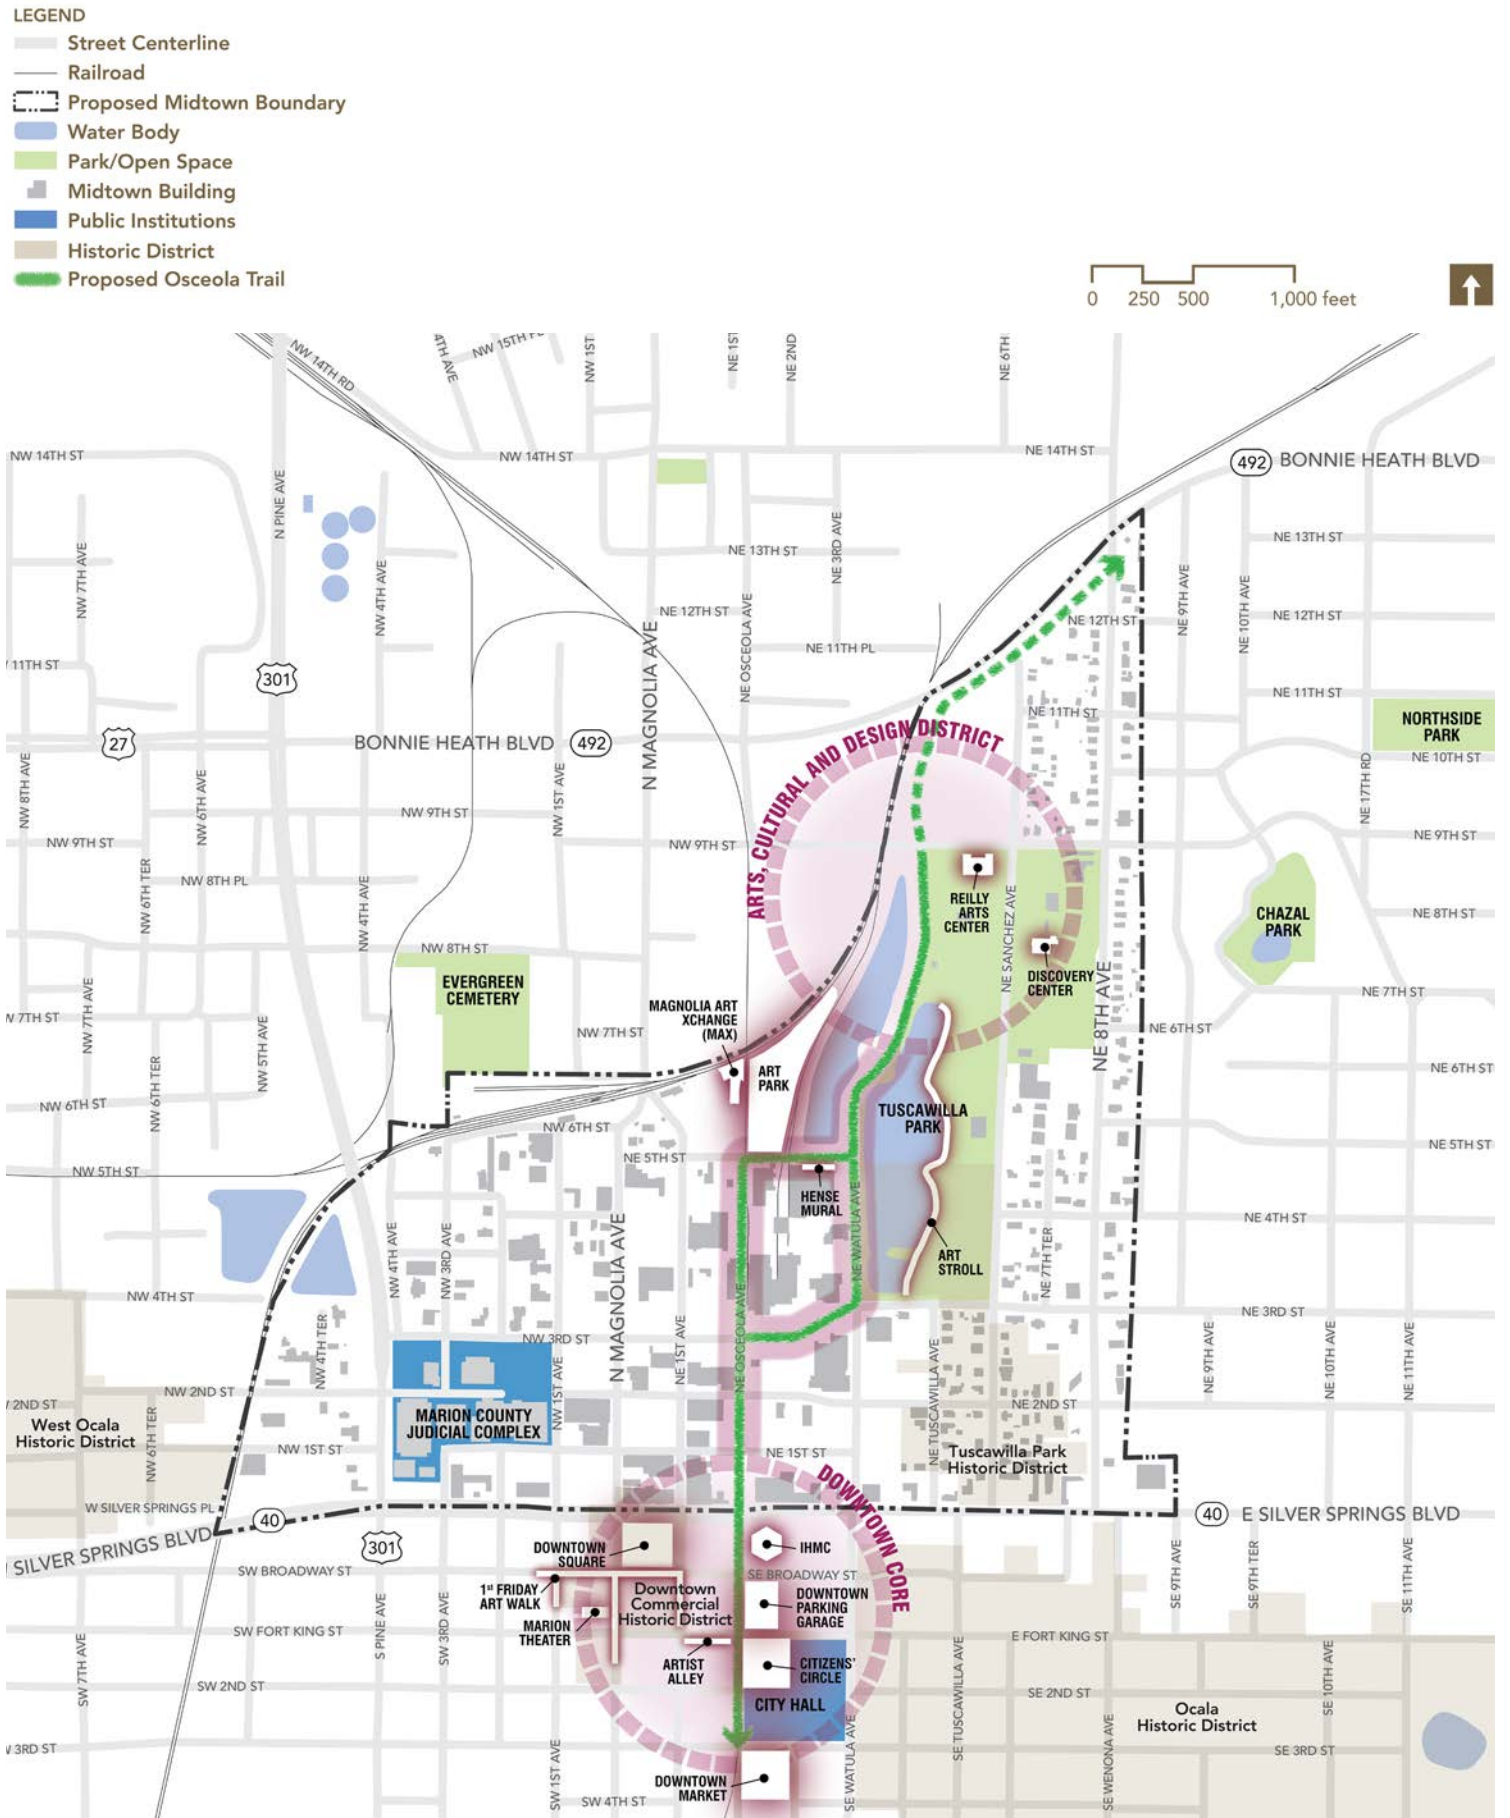 LEGEND
Street Centerline
Railroad
Proposed Midtown Boundary
Water Body
Park/Open Space
Midtown Building
Public Institutions
Historic District
Proposed Osceola Trail
0 250 500 1,000 feet
NW 14TH RD
4TH AVE
NW 15TH
NW 1ST
NE 1ST
NE 2ND
NE 6TH
NW 14TH ST
NW 14TH ST
NE 14TH ST
492 BONNIE HEATH BLVD
N PINE AVE
NW 7TH AVE
NW 4TH AVE
NE 13TH ST
NE 3RD AVE
NE 13TH ST
NE 9TH AVE
NE 10TH AVE
NE 12TH ST
NE OSCEOLA AVE
NE 12TH ST
NE 12TH ST
11TH ST
N MAGNOLIA AVE
NE 11TH PL
301
NE 11TH ST
NE 11TH ST
NORTHSIDE
PARK
27
BONNIE HEATH BLVD 492
ARTS, CULTURAL AND DESIGN DISTRICT
NE 10TH ST
NW 8TH AVE
NW 6TH AVE
NW 1ST AVE
NE 17TH RD
NW 9TH ST
NW 9TH ST
NW 9TH ST
NE 9TH ST
NW 6TH TER
NW 8TH PL
NW 4TH AVE
REILLY
ARTS
CENTER
NE SANCHEZ AVE
CHAZAL
PARK
NE 8TH ST
NW 8TH ST
EVERGREEN
CEMETERY
DISCOVERY
CENTER
NE 8TH AVE
NE 7TH ST
NW 7TH AVE
W 7TH ST
NW 5TH AVE
MAGNOLIA ART
XCHANGE
(MAX)
NW 7TH ST
NE 6TH ST
NW 6TH TER
ART
PARK
NE 6TH ST
NW 6TH ST
TUSCAWILLA
PARK
NW 6TH ST
NE 5TH ST
NE 5TH ST
NW 5TH ST
HENSE
MURAL
NE WATULA AVE
NE 4TH ST
NW 4TH AVE
NW 3RD AVE
N MAGNOLIA AVE
ART
STROLL
NE 7TH TER
NW 4TH ST
NE OSCEOLA AVE
NE 3RD ST
NW 4TH TER
NW 3RD ST
NE 1ST AVE
NE OSCEOLA AVE
NE TUSCAWILLA AVE
NE 9TH AVE
NE 10TH AVE
NE 11TH AVE
NW 2ND ST
NW 1ST AVE
2ND ST
NE 2ND ST
West Ocala
Historic District
NW 6TH TER
MARION COUNTY
JUDICIAL COMPLEX
NW 1ST ST
NE 1ST ST
NE TUSCAWILLA AVE
Tuscawilla Park
Historic District
DOWNTOWN CORE
W SILVER SPRINGS PL
40
SILVER SPRINGS BLVD
40 E SILVER SPRINGS BLVD
301
DOWNTOWN
SQUARE
IHMC
SW BROADWAY ST
SE BROADWAY ST
1st FRIDAY
ART WALK
Downtown
Commercial
Historic District
DOWNTOWN
PARKING
GARAGE
MARION
THEATER
SE 9TH AVE
SE 9TH TER
SE 11TH AVE
S PINE AVE
SW 3RD AVE
SW FORT KING ST
E FORT KING ST
SW 7TH AVE
ARTIST
ALLEY
CITIZENS'
CIRCLE
SW 2ND ST
CITY HALL
SE TUSCAWILLA AVE
SE 2ND ST
SE 10TH AVE
Ocala
Historic District
3RD ST
SW 1ST AVE
SE WATULA AVE
SE WENONA AVE
SE 3RD ST
DOWNTOWN
MARKET
SW 4TH ST